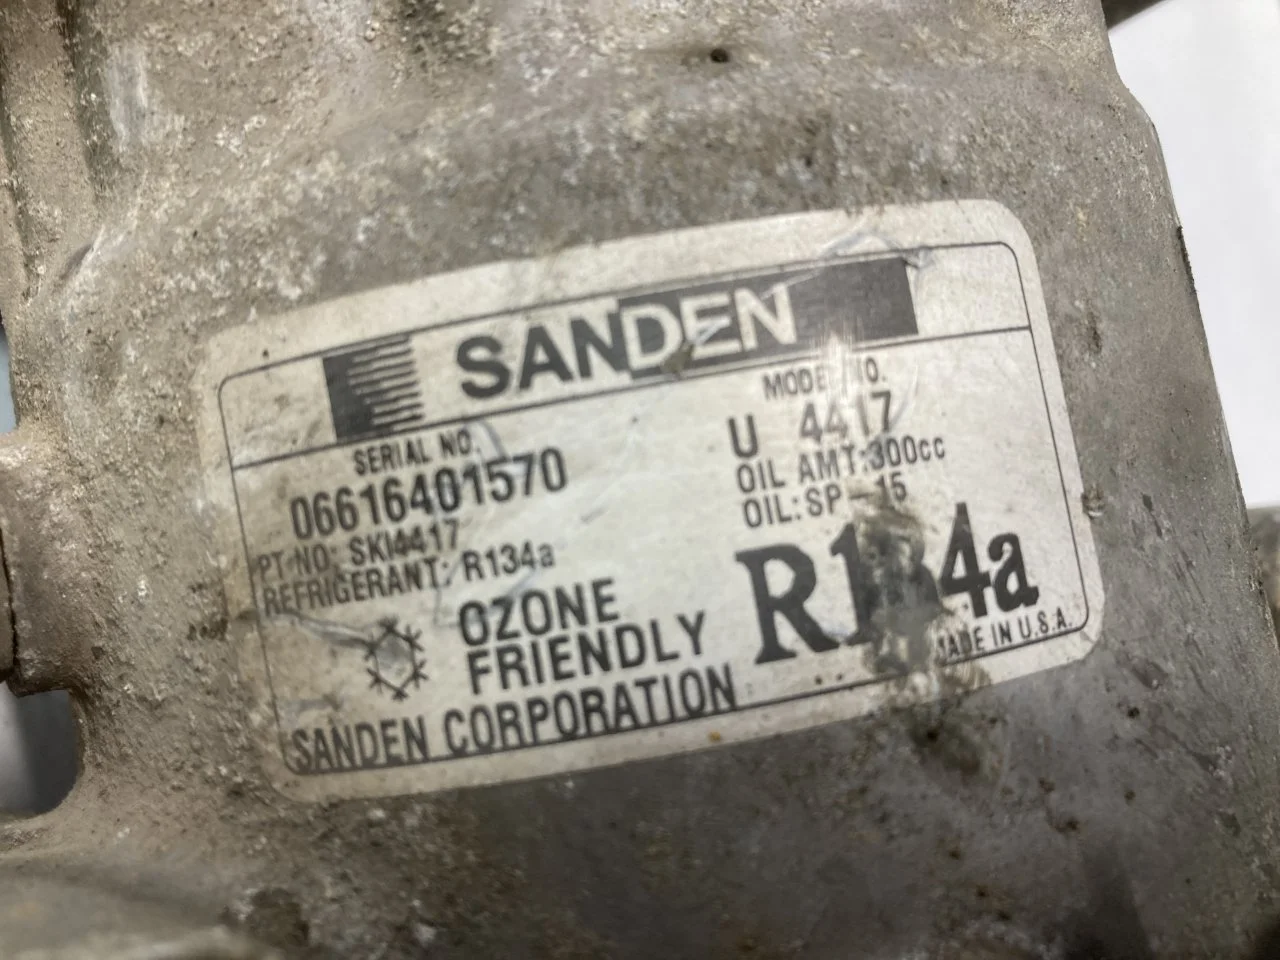 SANDEN
SERIAL NO.
06616401570
PT NO: SKI4417
REFRIGERANT: R134a
MODEL NO.
U 4417
OIL AMT:300cc
OIL: SP-15
OZONE
FRIENDLY
R134a
SANDEN CORPORATION
MADE IN U.S.A.